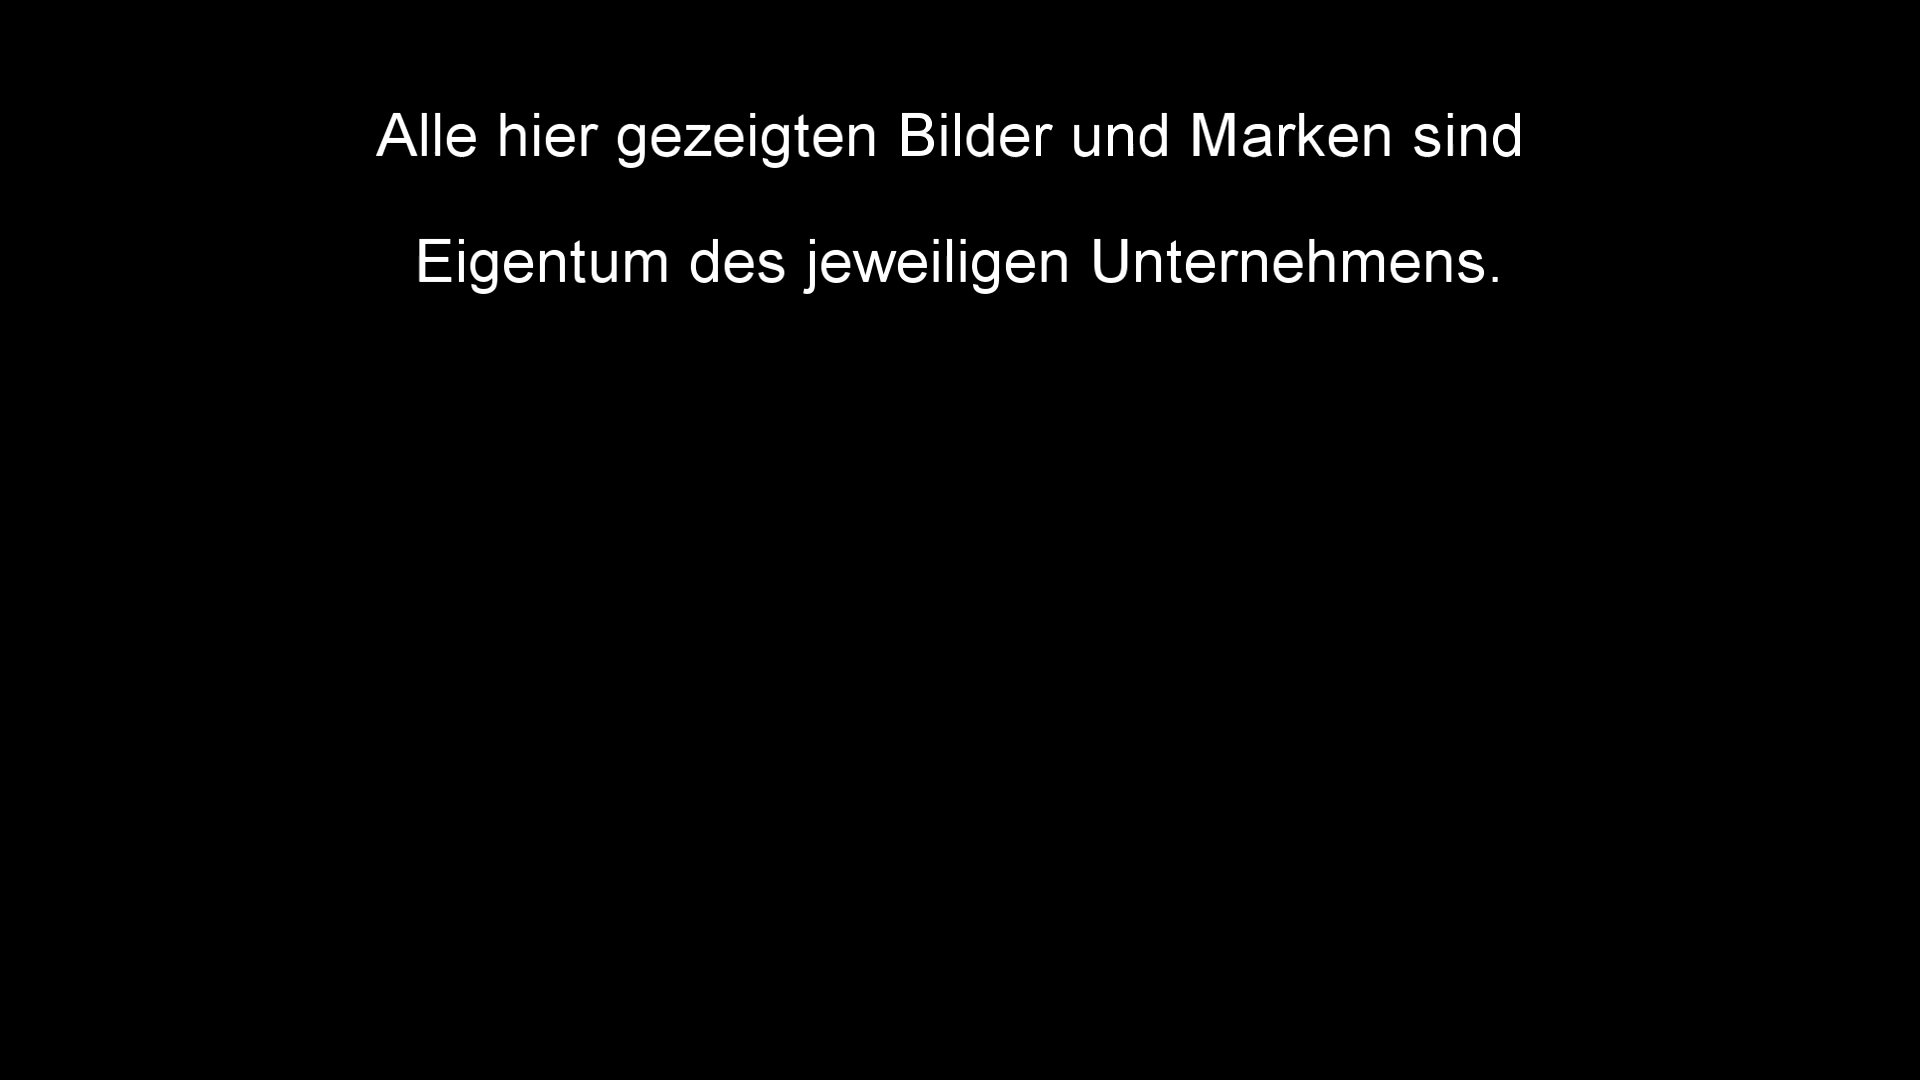 Alle hier gezeigten Bilder und Marken sind
Eigentum des jeweiligen Unternehmens.